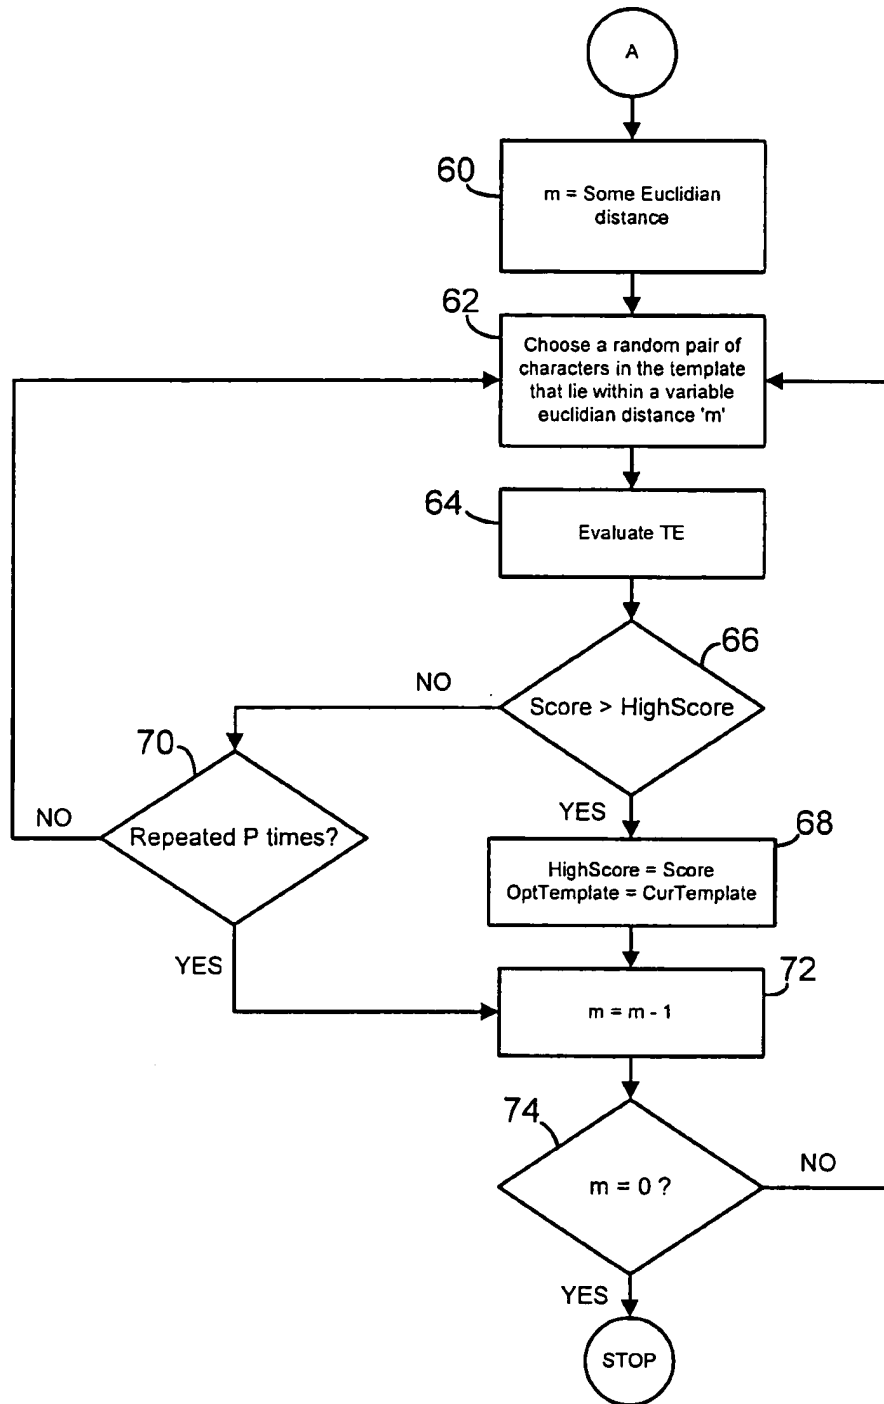 A
60
m = Some Euclidian
distance
62
Choose a random pair of
characters in the template
that lie within a variable
euclidian distance 'm'
64
Evaluate TE
66
Score > HighScore
NO
70
Repeated P times?
NO
YES
YES
68
HighScore = Score
OptTemplate = CurTemplate
72
m = m - 1
74
m = 0 ?
NO
YES
STOP